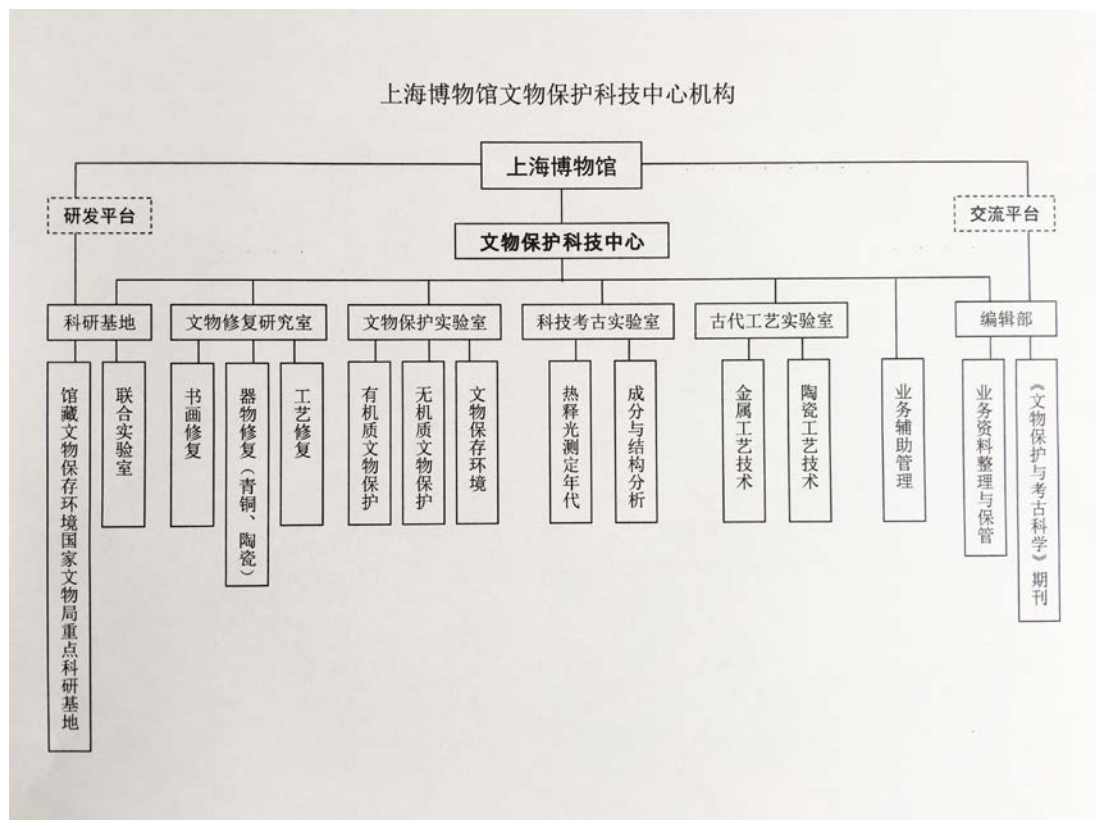 上海博物馆文物保护科技中心机构
上海博物馆
研发平台
交流平台
文物保护科技中心
科研基地
文物修复研究室
文物保护实验室
科技考古实验室
古代工艺实验室
编辑部
馆藏文物保存环境国家文物局重点科研基地
联合实验室
书画修复
器物修复（青铜、陶瓷）
工艺修复
有机质文物保护
无机质文物保护
文物保存环境
热释光测定年代
成分与结构分析
金属工艺技术
陶瓷工艺技术
业务辅助管理
业务资料整理与保管
《文物保护与考古科学》期刊